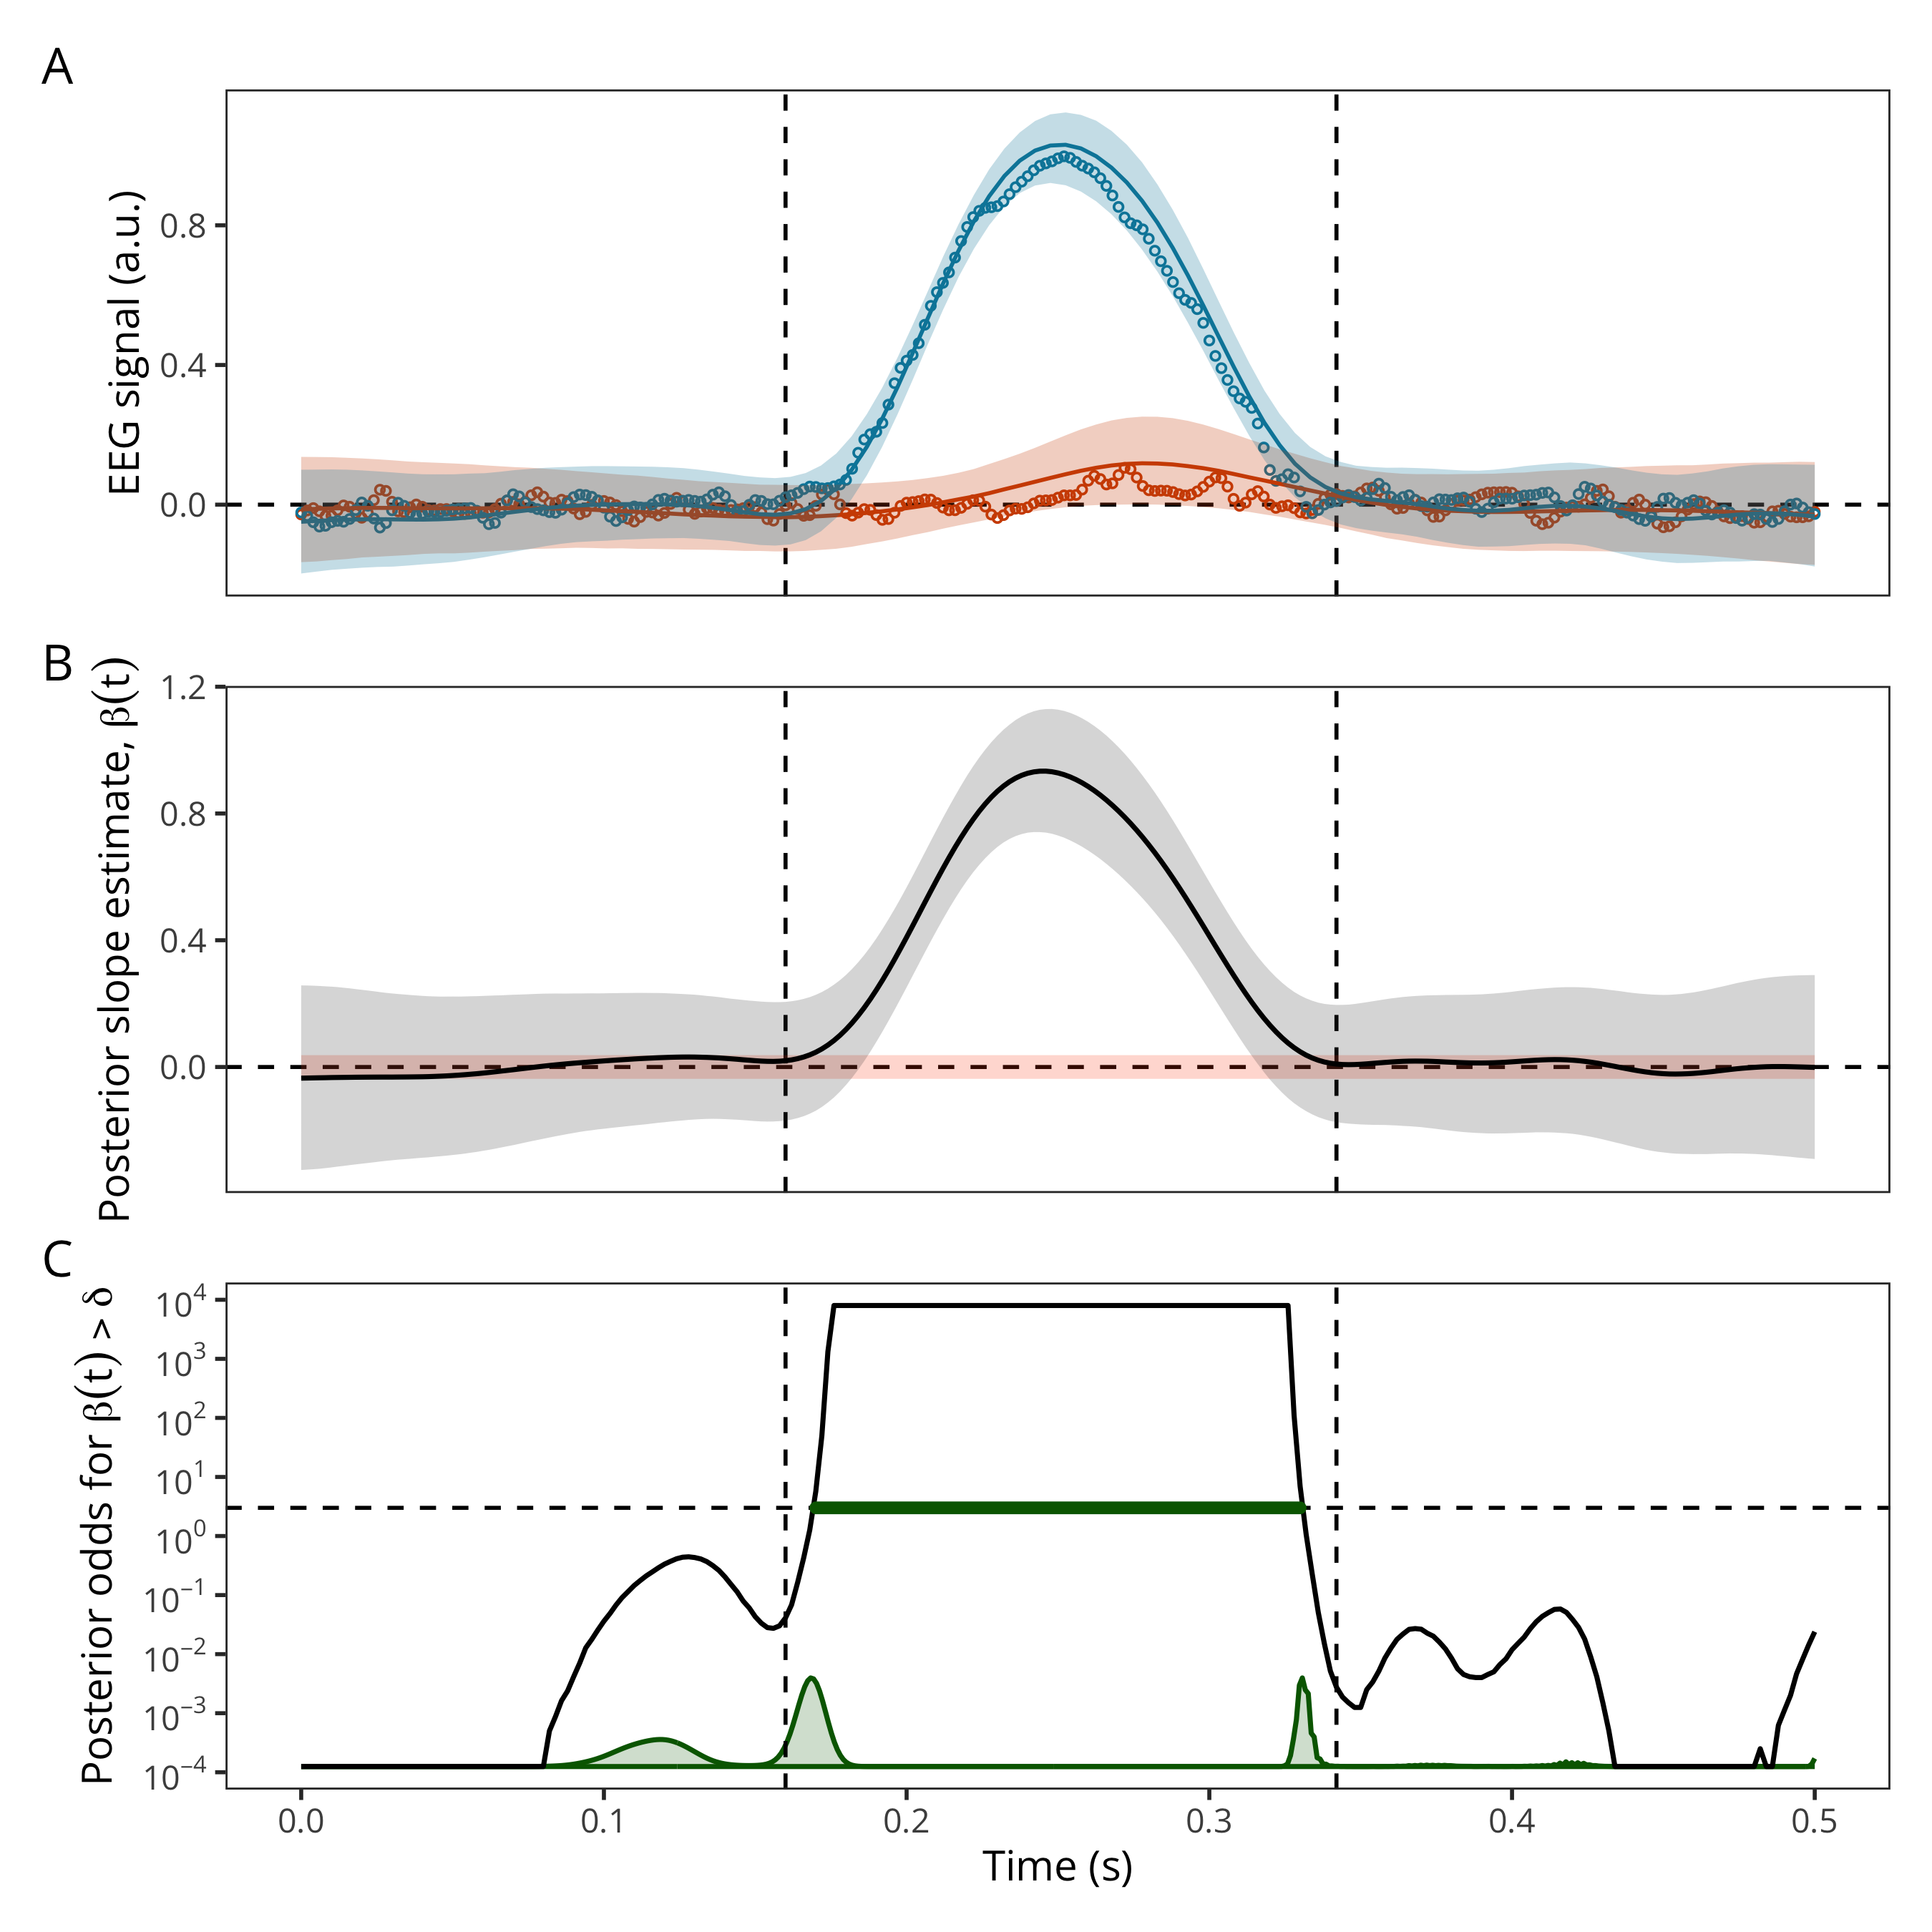 A
EEG signal (a.u.)
0.8
0.4
0.0
B
Posterior slope estimate, β(t)
1.2
0.8
0.4
0.0
C
Posterior odds for β(t) > δ
10⁴
10³
10²
10¹
10⁰
10⁻¹
10⁻²
10⁻³
10⁻⁴
0.0 0.1 0.2 0.3 0.4 0.5
Time (s)